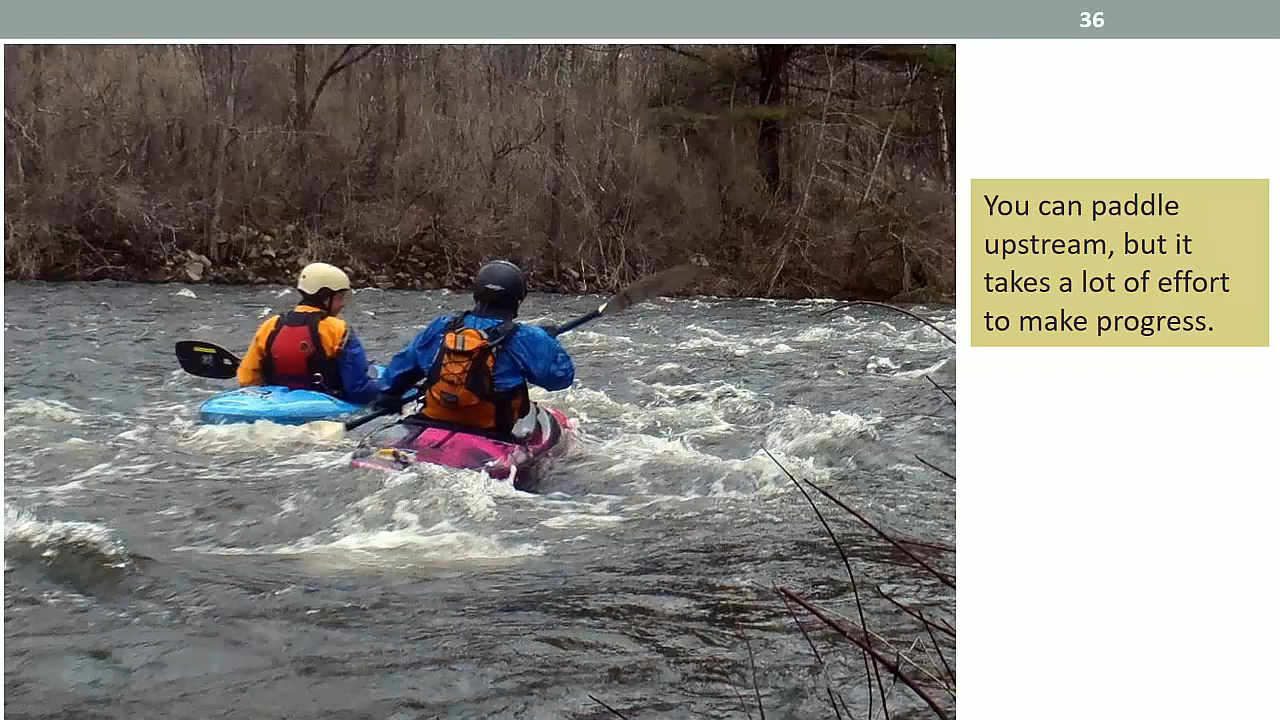 36
You can paddle
upstream, but it
takes a lot of effort
to make progress.